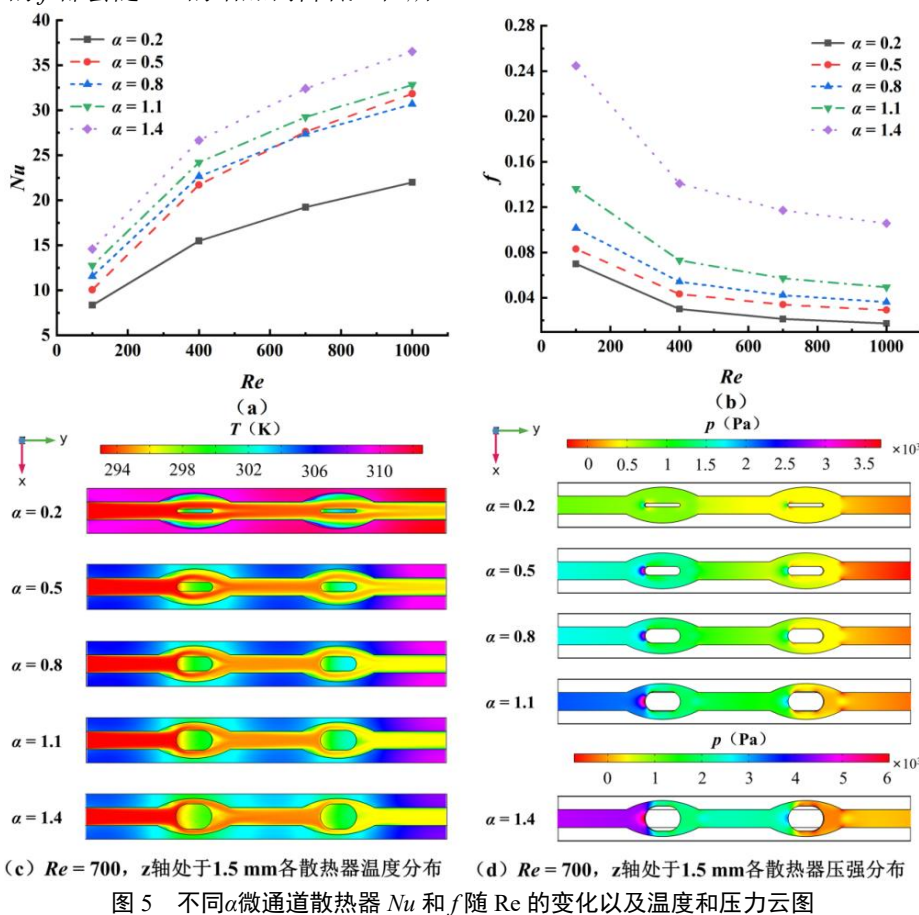 α = 0.2
α = 0.5
α = 0.8
α = 1.1
α = 1.4
Nu
40
35
30
25
20
15
10
5
0 200 400 600 800 1000
Re
(a)
α = 0.2
α = 0.5
α = 0.8
α = 1.1
α = 1.4
f
0.28
0.24
0.20
0.16
0.12
0.08
0.04
0 200 400 600 800 1000
Re
(b)
y
x
T（K）
294 298 302 307 310
α = 0.2
α = 0.5
α = 0.8
α = 1.1
α = 1.4
（c）Re = 700，z轴处于1.5 mm各散热器温度分布
y
x
p（Pa）
0 0.5 1 1.5 2 2.5 3 3.5 ×10³
α = 0.2
α = 0.5
α = 0.8
α = 1.1
p（Pa）
0 1 2 3 4 5 6 ×10³
α = 1.4
（d）Re = 700，z轴处于1.5 mm各散热器压强分布
图 5 不同α微通道散热器 Nu 和 f 随 Re 的变化以及温度和压力云图